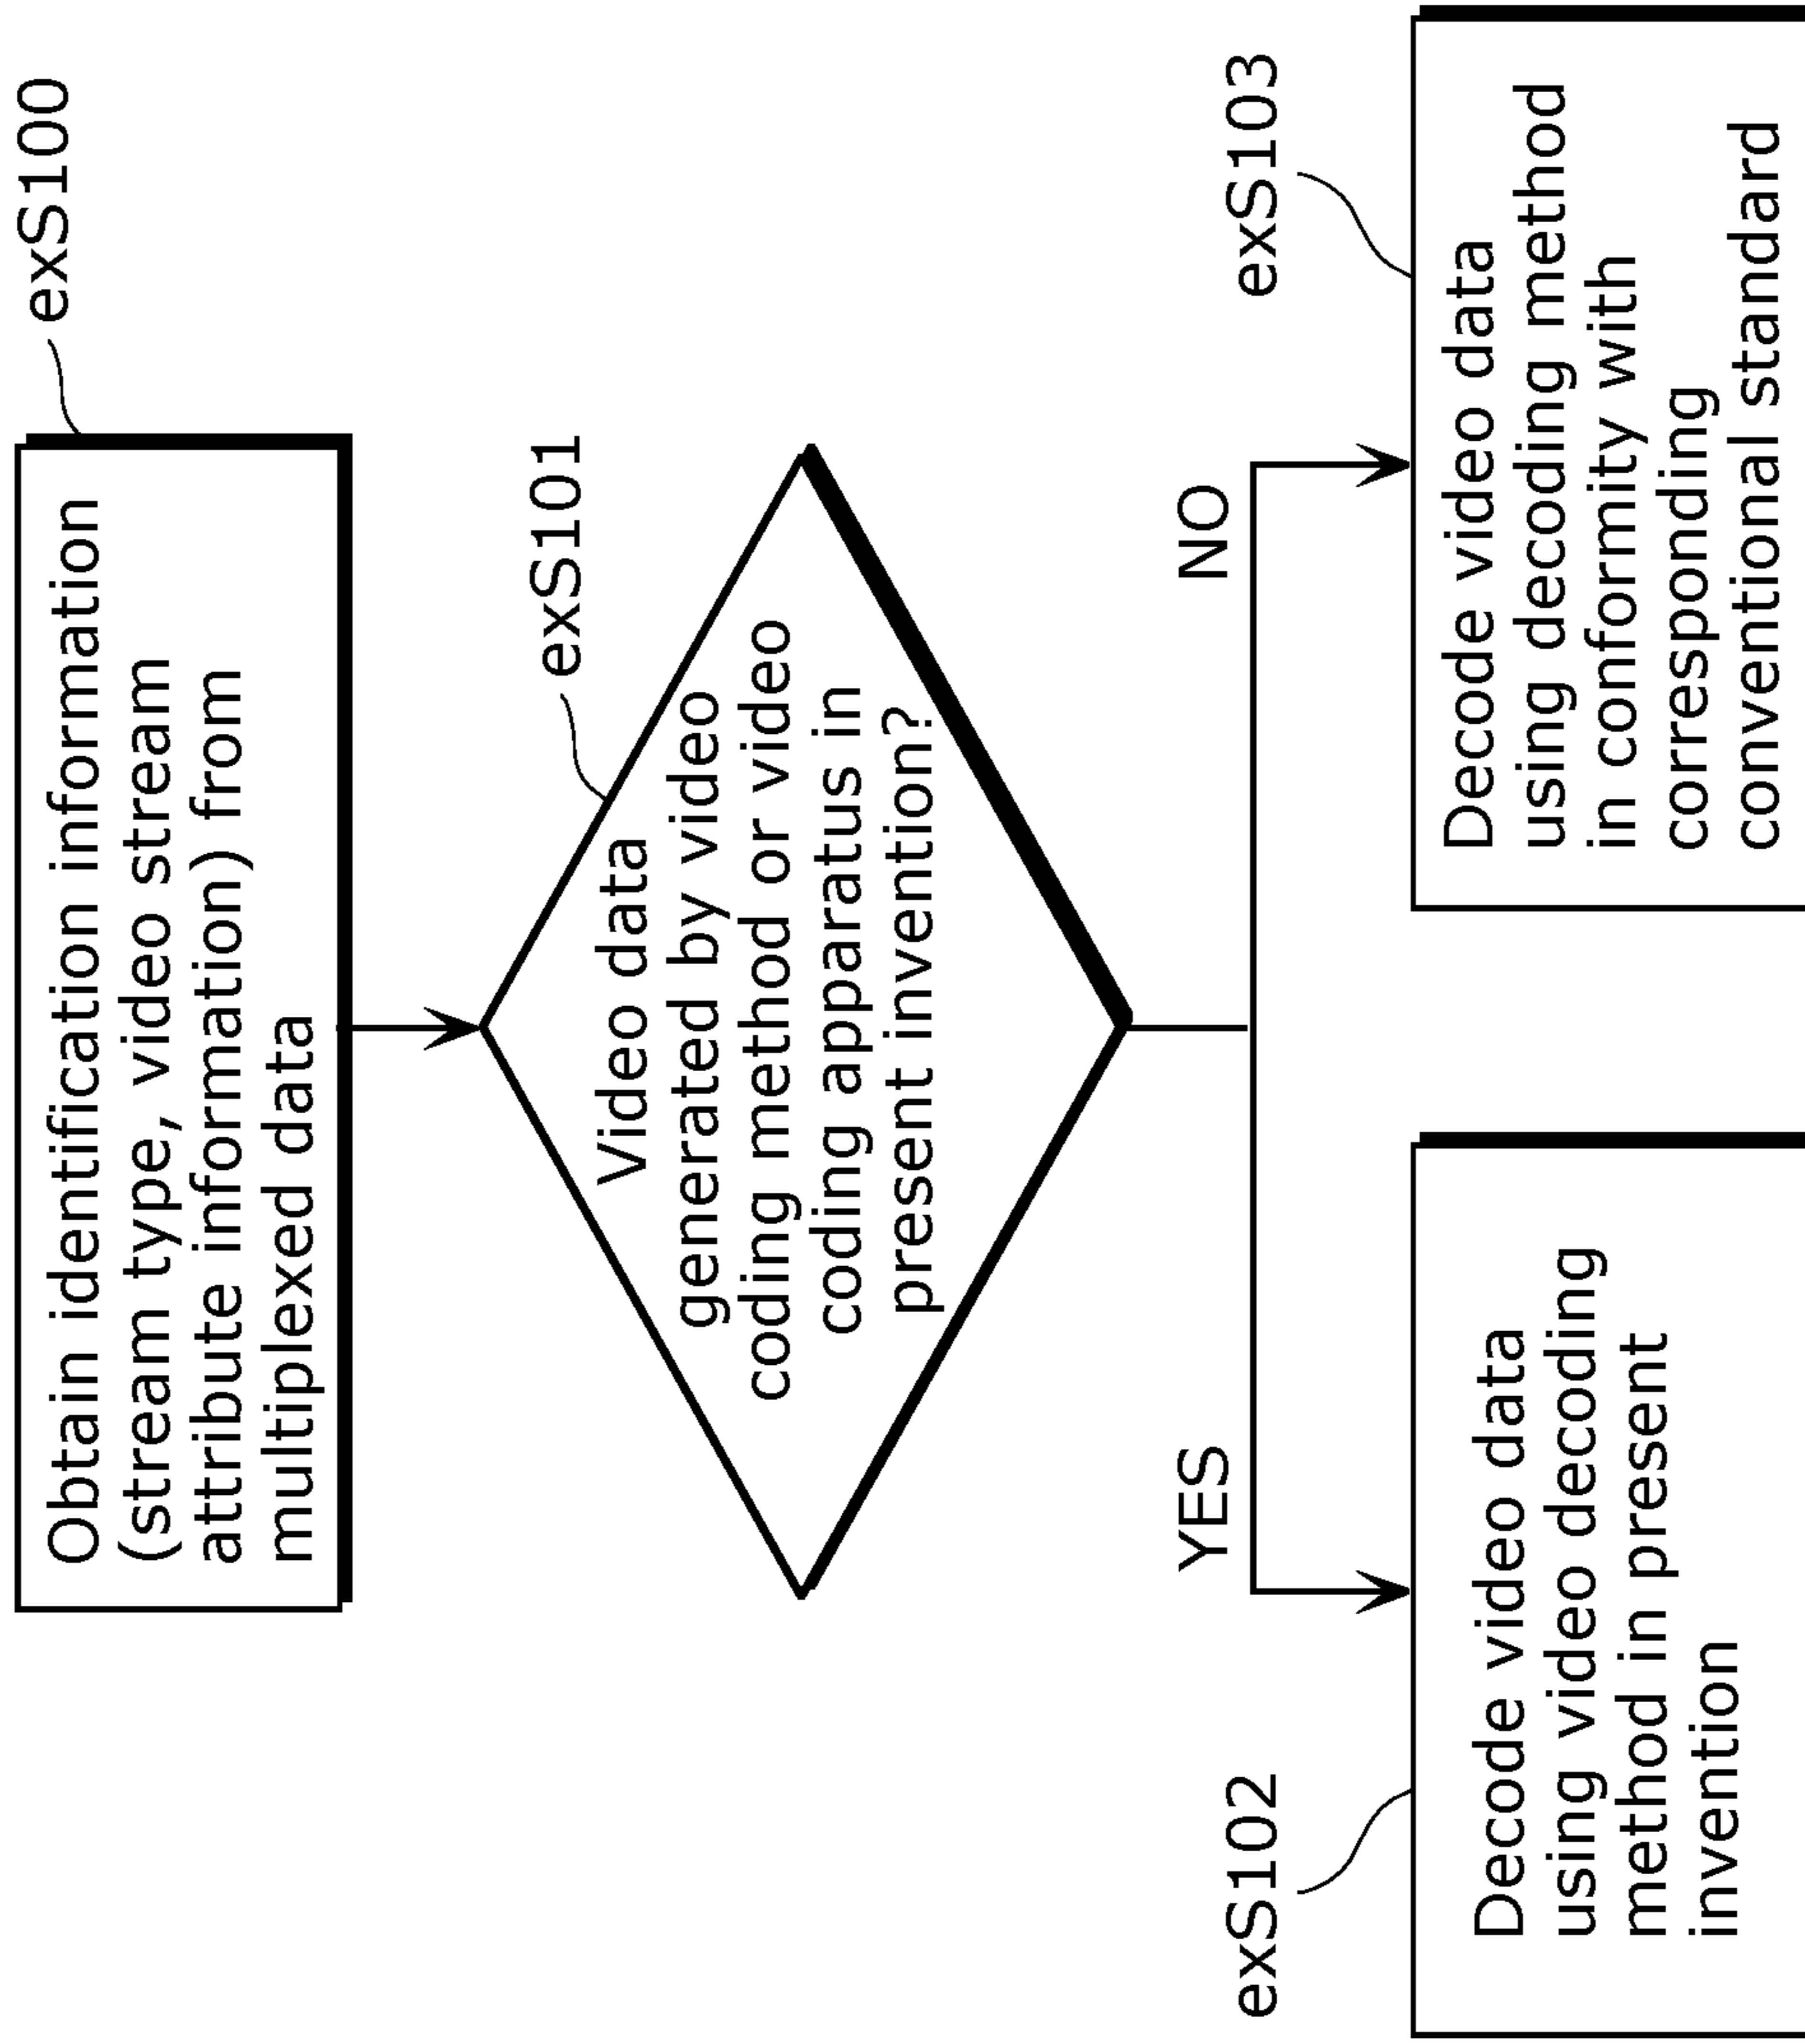 exS100
Obtain identification information
(stream type, video stream
attribute information) from
multiplexed data
exS101
Video data
generated by video
coding method or video
coding apparatus in
present invention?
YES
NO
exS102
Decode video data
using video decoding
method in present
invention
exS103
Decode video data
using decoding method
in conformity with
corresponding
conventional standard